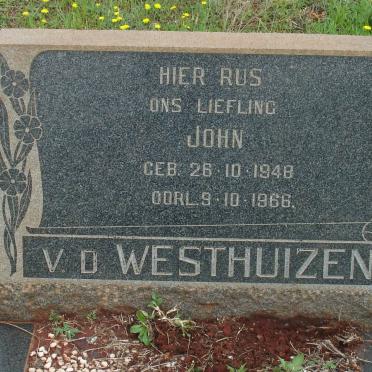 HIER RUS
ONS LIEFLING
JOHN
GEB. 26·10·1948
OORL. 9·10·1966.
V. D WESTHUIZEN